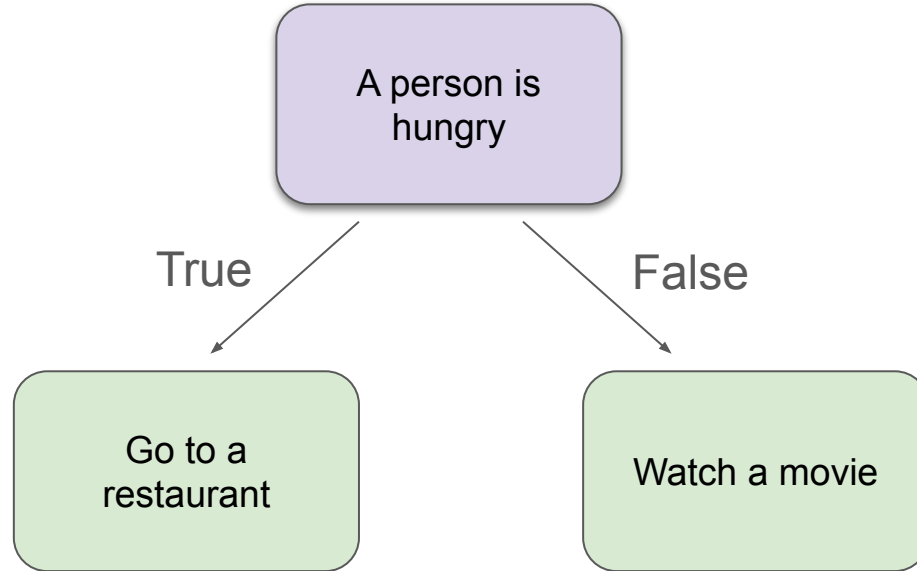 A person is
hungry
True
False
Go to a
restaurant
Watch a movie